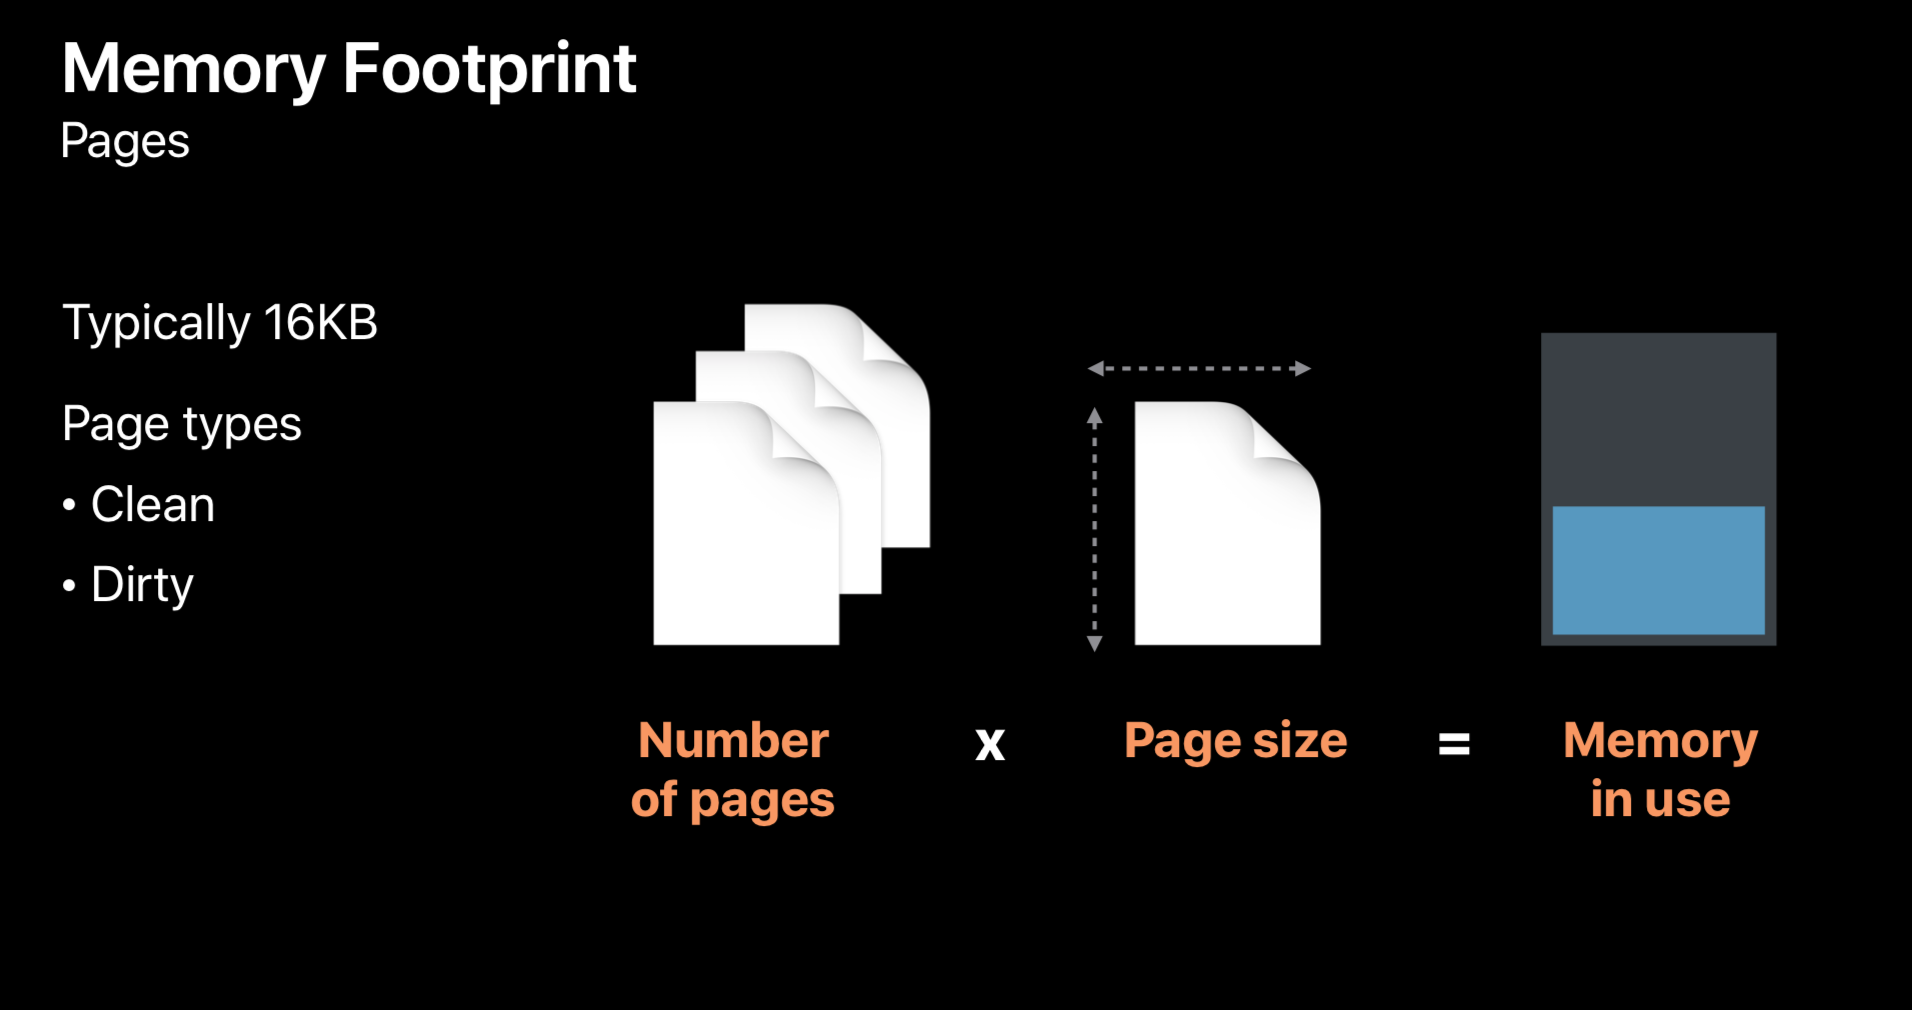 Memory Footprint
Pages
Typically 16KB
Page types
• Clean
• Dirty
Number
of pages
x
Page size
=
Memory
in use